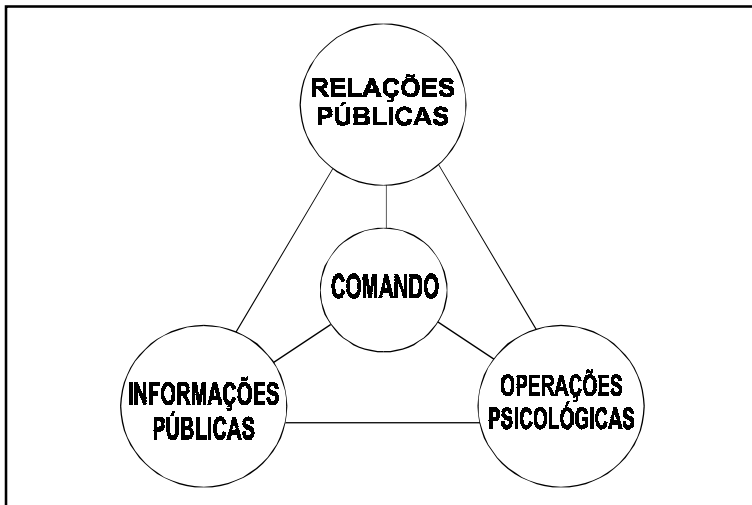 RELAÇÕES
PÚBLICAS
COMANDO
INFORMAÇÕES
PÚBLICAS
OPERAÇÕES
PSICOLÓGICAS